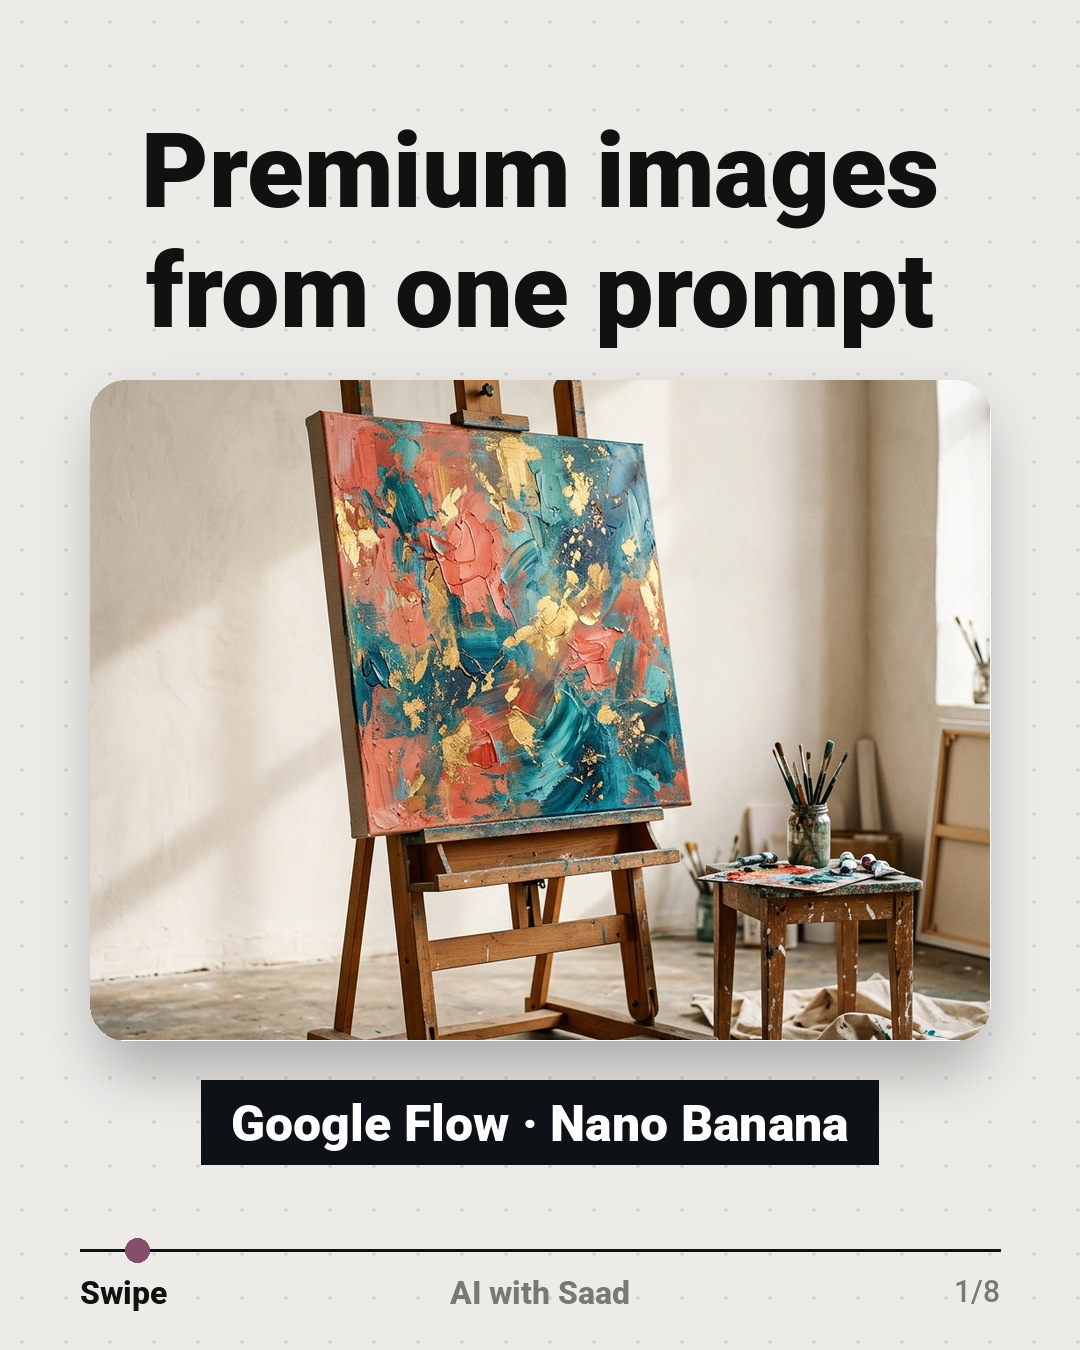 Premium images
from one prompt
Google Flow · Nano Banana
Swipe
AI with Saad
1/8